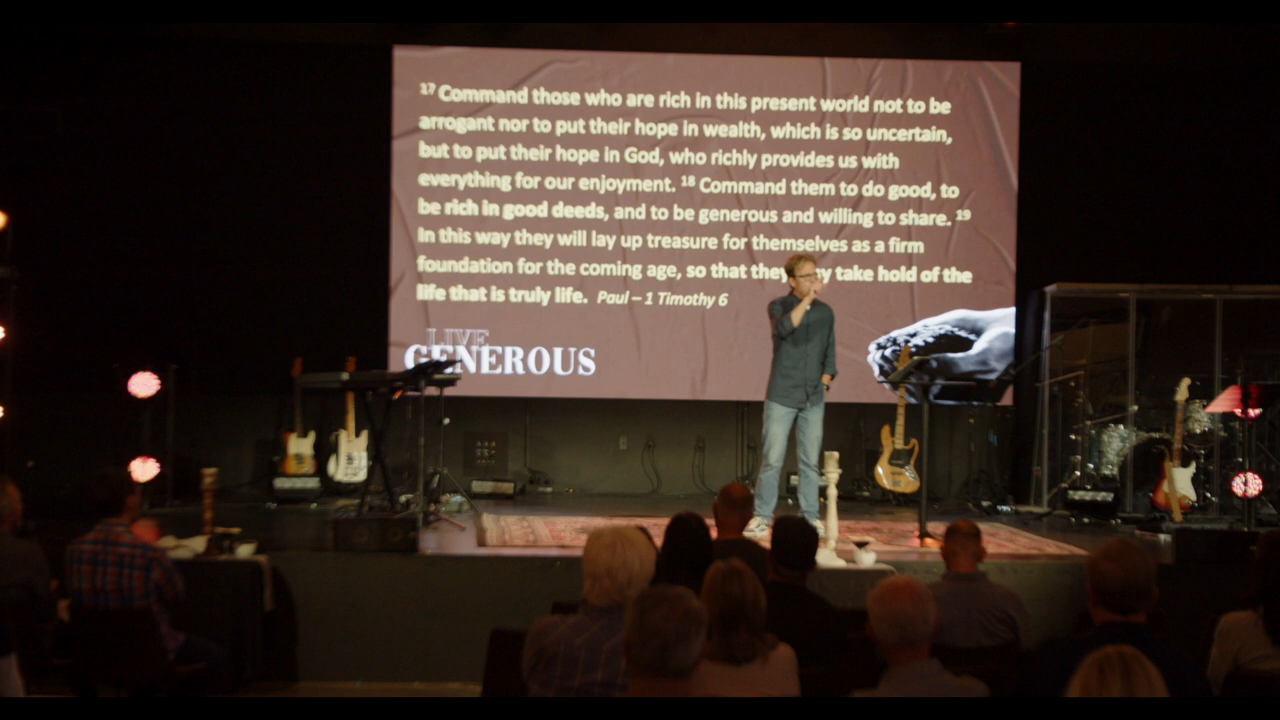 17 Command those who are rich in this present world not to be
arrogant nor to put their hope in wealth, which is so uncertain,
but to put their hope in God, who richly provides us with
everything for our enjoyment. 18 Command them to do good, to
be rich in good deeds, and to be generous and willing to share. 19
In this way they will lay up treasure for themselves as a firm
foundation for the coming age, so that they take hold of the
life that is truly life. Paul – 1 Timothy 6
LIVE
GENEROUS